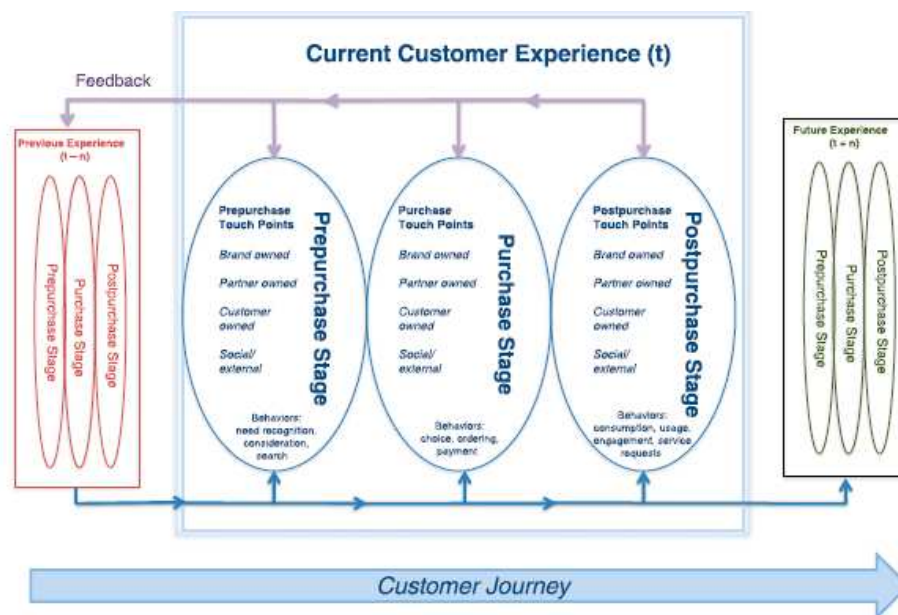 Current Customer Experience (t)
Feedback
Previous Experience
(t – n)
Prepurchase Stage
Purchase Stage
Postpurchase Stage
Prepurchase
Touch Points
Brand owned
Partner owned
Customer
owned
Social/
external
Prepurchase Stage
Behaviors:
need recognition,
consideration,
search
Purchase
Touch Points
Brand owned
Partner owned
Customer
owned
Social/
external
Purchase Stage
Behaviors:
choice, ordering,
payment
Postpurchase
Touch Points
Brand owned
Partner owned
Customer
owned
Social/
external
Postpurchase Stage
Behaviors:
consumption, usage,
engagement, service
requests
Future Experience
(t + n)
Prepurchase Stage
Purchase Stage
Postpurchase Stage
Customer Journey